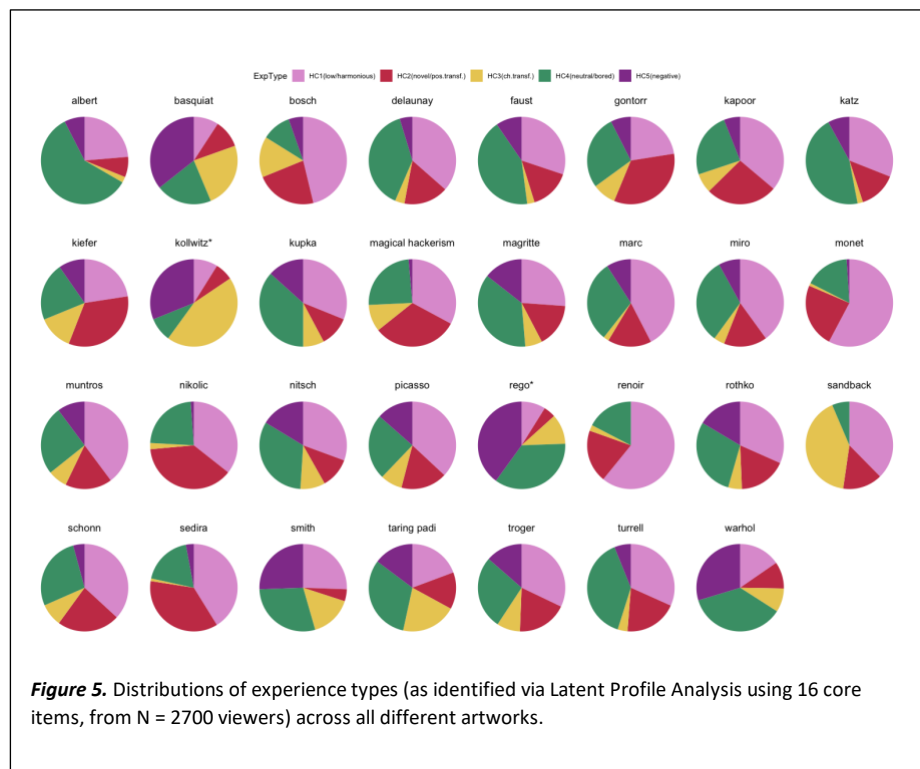 ExpType HC1(low/harmonious) HC2(novel/pos.transf.) HC3(ch.transf.) HC4(neutral/bored) HC5(negative)
albert basquiat bosch delaunay faust gontorr kapoor katz
kiefer kollwitz* kupka magical hackerism magritte marc miro monet
muntros nikolic nitsch picasso rego* renoir rothko sandback
schonn sedira smith taring padi troger turrell warhol
Figure 5. Distributions of experience types (as identified via Latent Profile Analysis using 16 core
items, from N = 2700 viewers) across all different artworks.